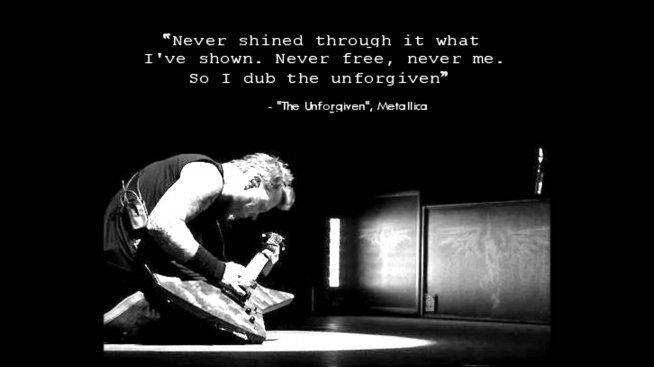 “Never shined through it what
I've shown. Never free, never me.
So I dub the unforgiven”
- "The Unforgiven", Metallica